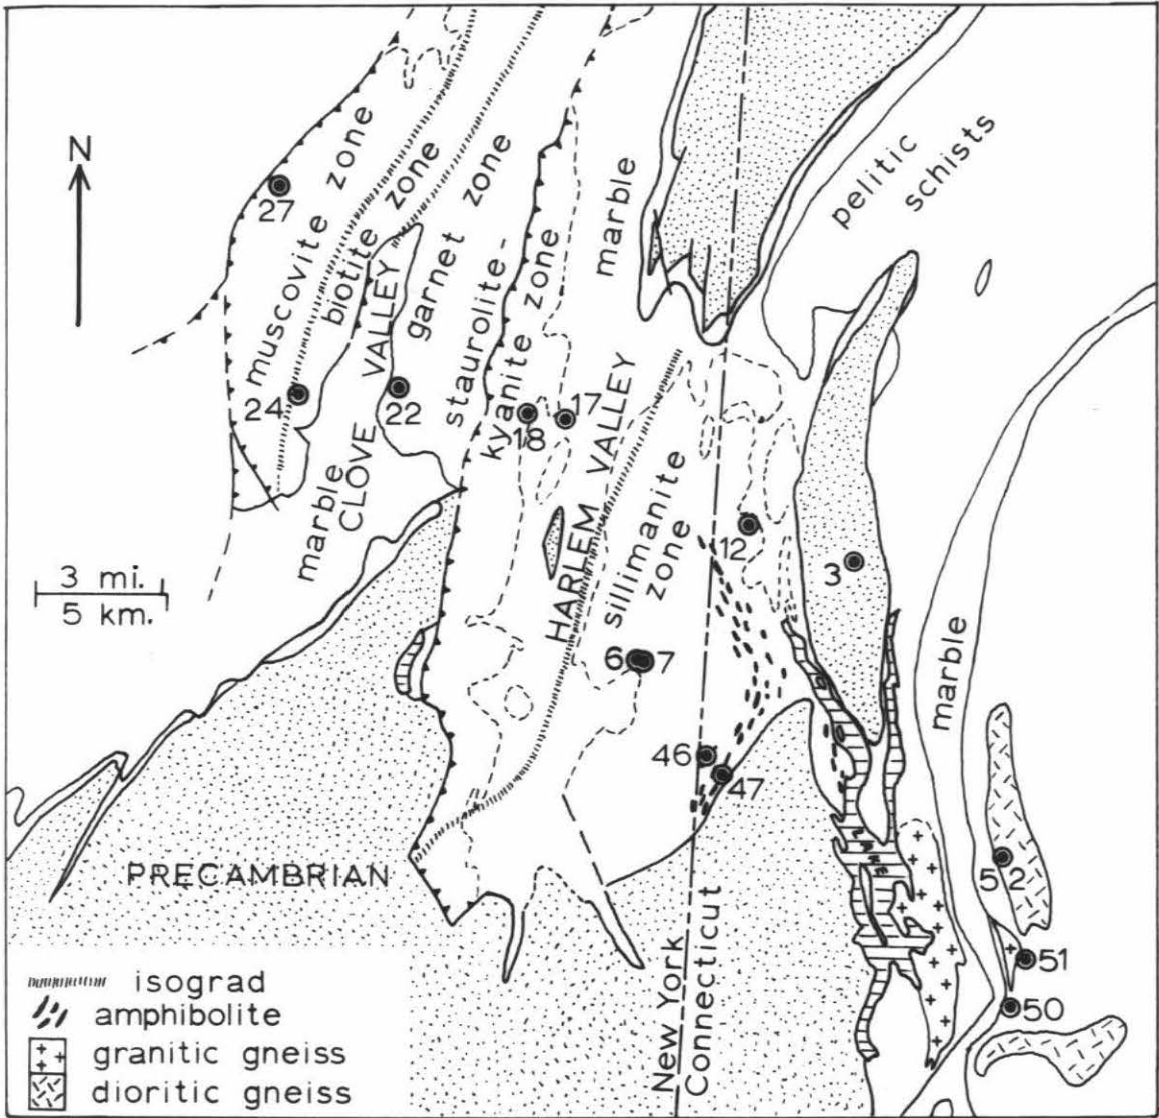 N
27
muscovite zone
biotite zone
garnet zone
staurolite-
kyanite zone
marble
pelitic
schists
24
22
18
17
marble
CLOVE VALLEY
HARLEM VALLEY
sillimanite
zone
12
3
3 mi.
5 km.
6
7
46
47
marble
52
51
50
PRECAMBRIAN
New York
Connecticut
isograd
amphibolite
granitic gneiss
dioritic gneiss